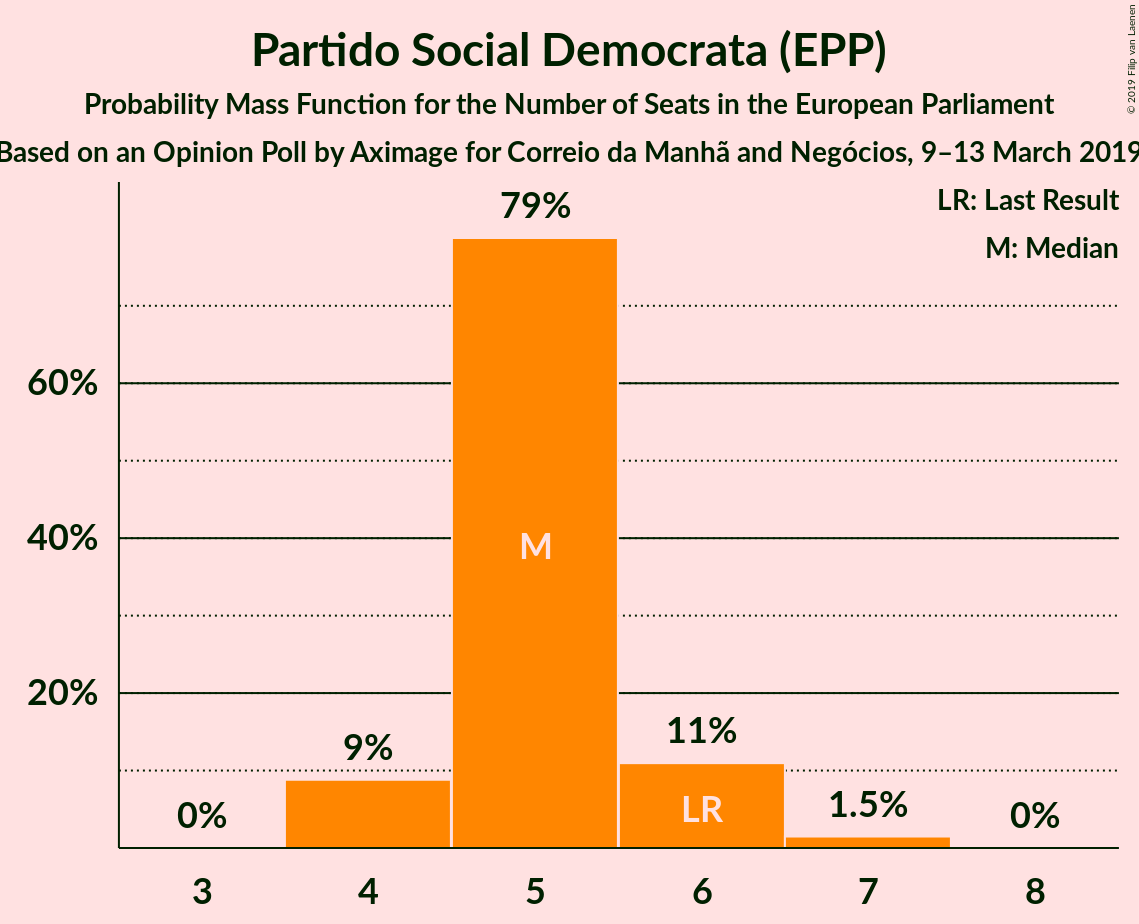 Partido Social Democrata (EPP)
Probability Mass Function for the Number of Seats in the European Parliament
Based on an Opinion Poll by Aximage for Correio da Manhã and Negócios, 9–13 March 2019
© 2019 Filip van Laenen
LR: Last Result
M: Median
79%
60%
40%
20%
M
11%
9%
LR
1.5%
0%
0%
3 4 5 6 7 8